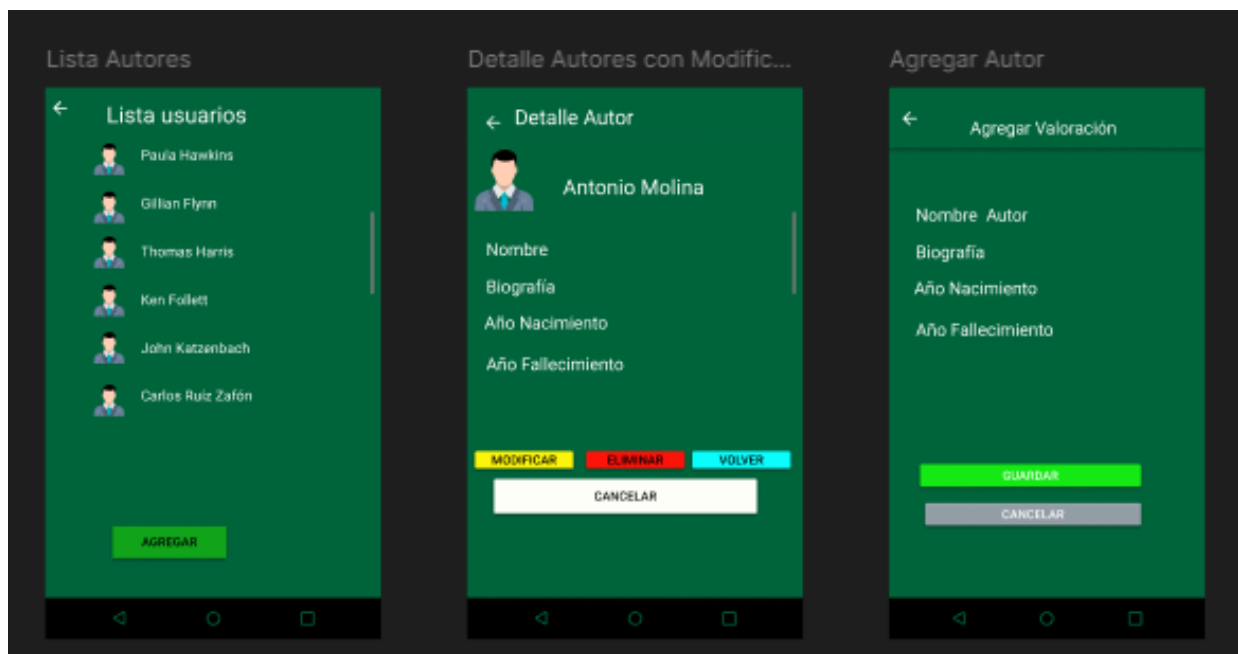 Lista Autores
Lista usuarios
Paula Hawkins
Gillian Flynn
Thomas Harris
Ken Follett
John Katzenbach
Carlos Ruiz Zafón
AGREGAR
Detalle Autores con Modific...
Detalle Autor
Antonio Molina
Nombre
Biografía
Año Nacimiento
Año Fallecimiento
MODIFICAR ELIMINAR VOLVER
CANCELAR
Agregar Autor
Agregar Valoración
Nombre Autor
Biografía
Año Nacimiento
Año Fallecimiento
GUARDAR
CANCELAR